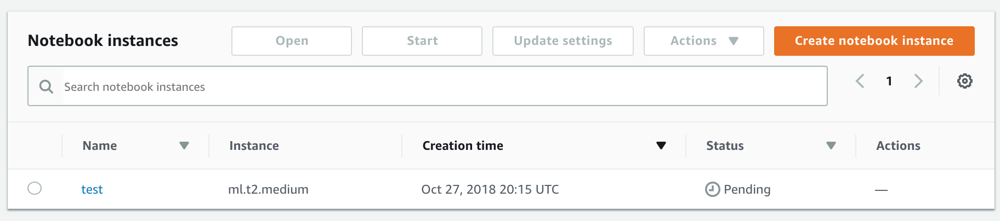 Notebook instances Open Start Update settings Actions Create notebook instance
Search notebook instances 1
Name Instance Creation time Status Actions
test ml.t2.medium Oct 27, 2018 20:15 UTC Pending —